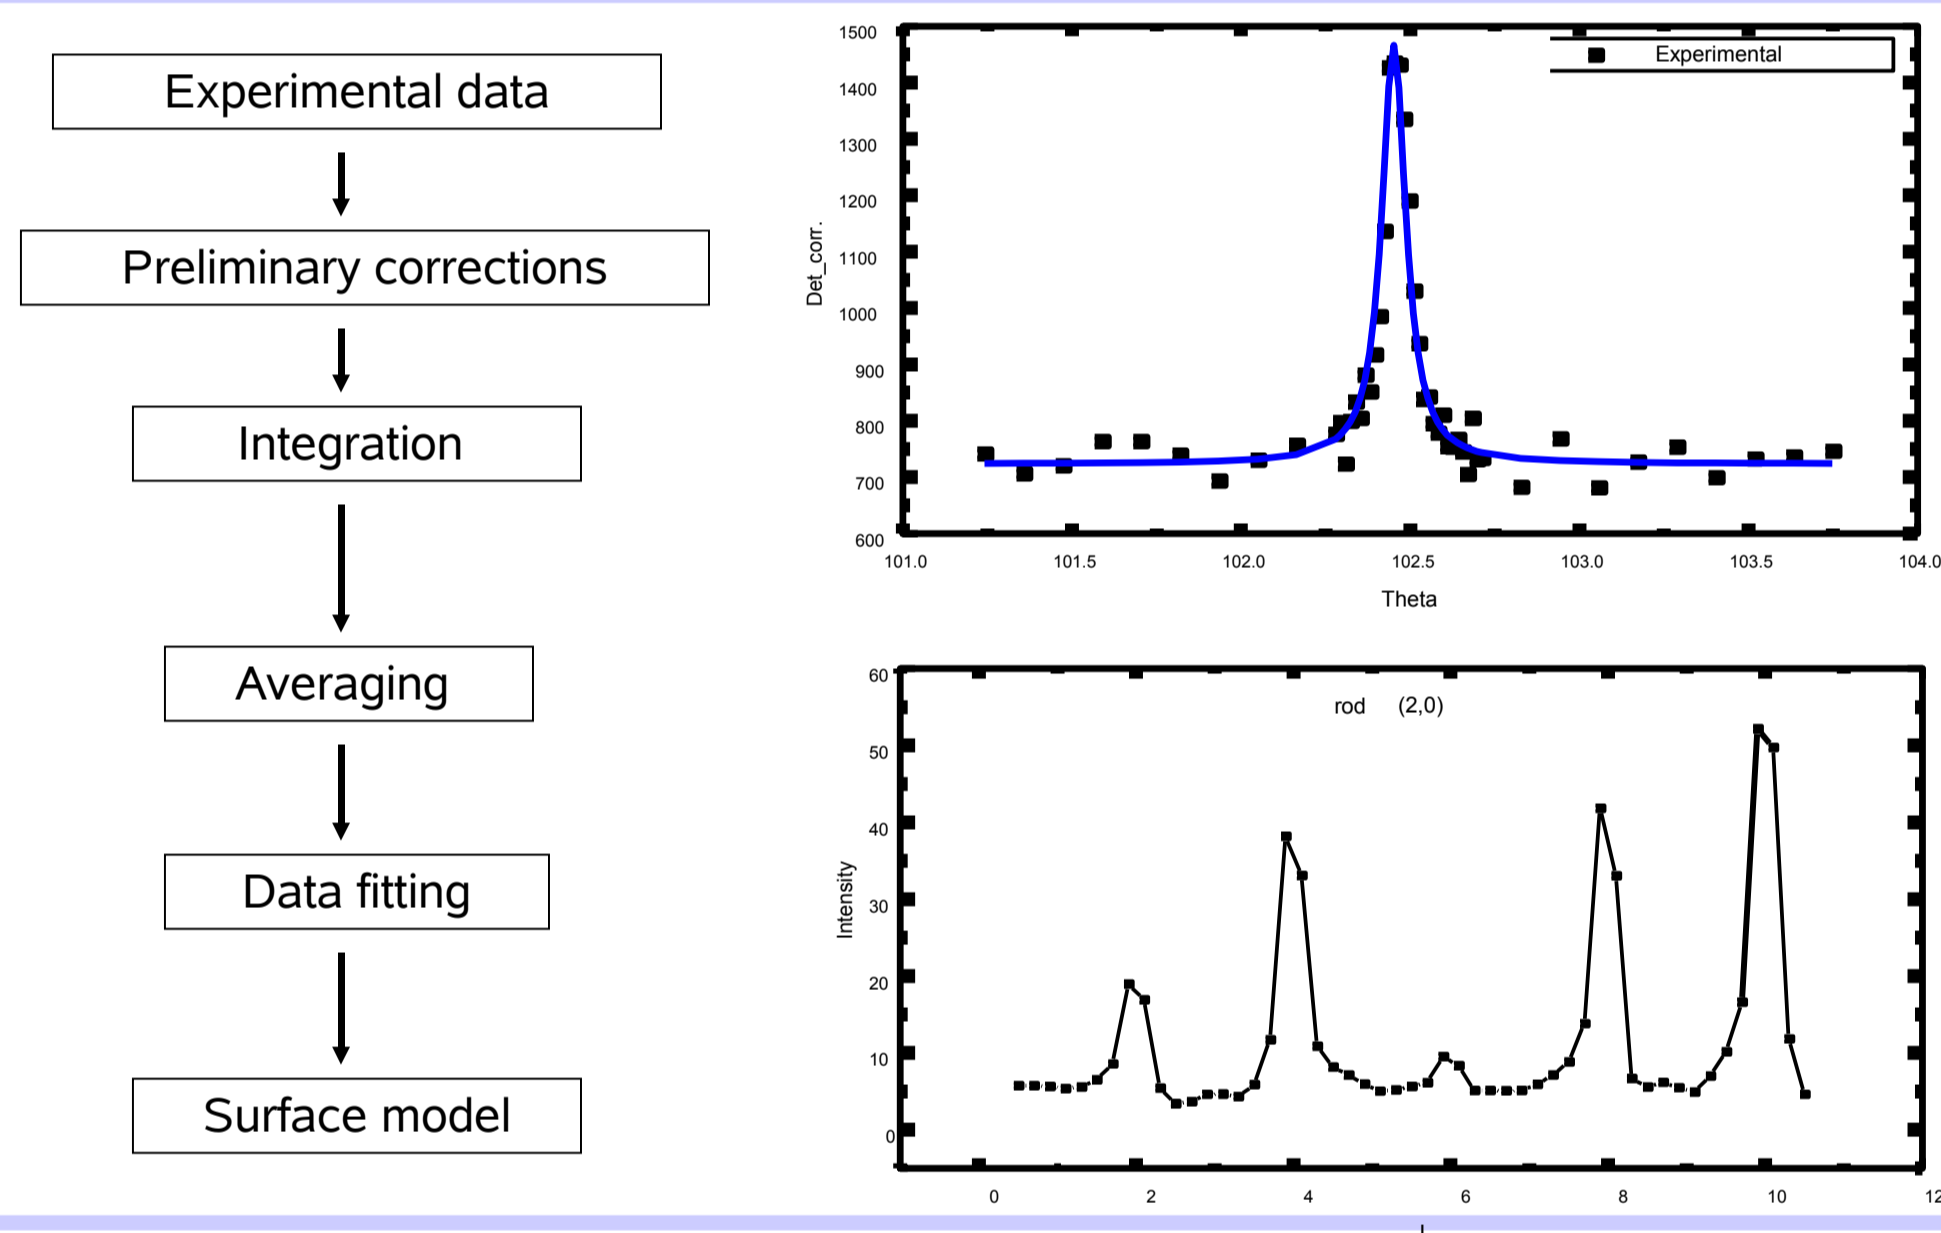 Experimental data
Preliminary corrections
Integration
Averaging
Data fitting
Surface model
1500
1400
1300
1200
1100
1000
900
800
700
600
Det_corr.
Experimental
101.0 101.5 102.0 102.5 103.0 103.5 104.0
Theta
60
50
40
30
20
10
0
Intensity
rod (2,0)
0 2 4 6 8 10 12